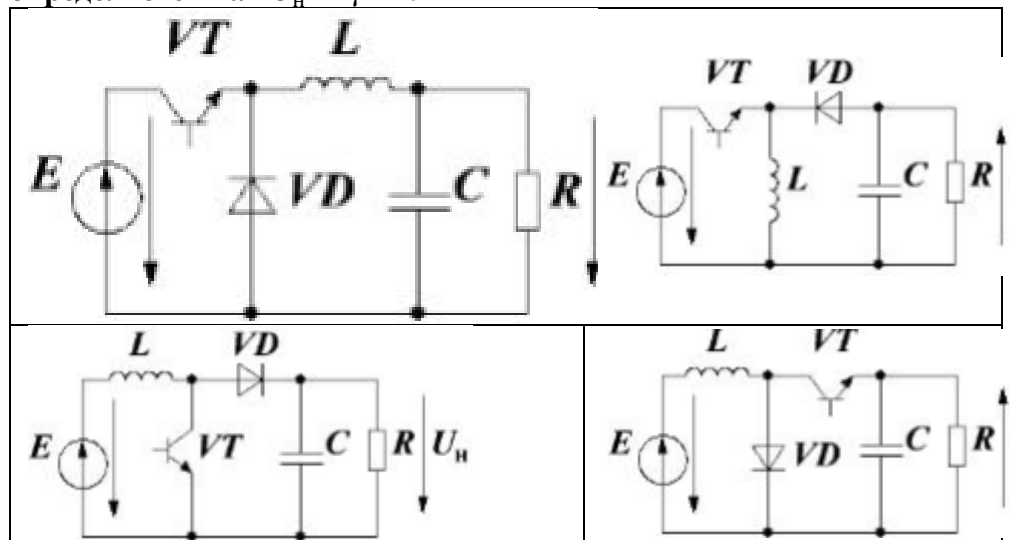 VT L
E VD C R
VT VD
E L C R
L VD
E VT C R Uн
L VT
E VD C R